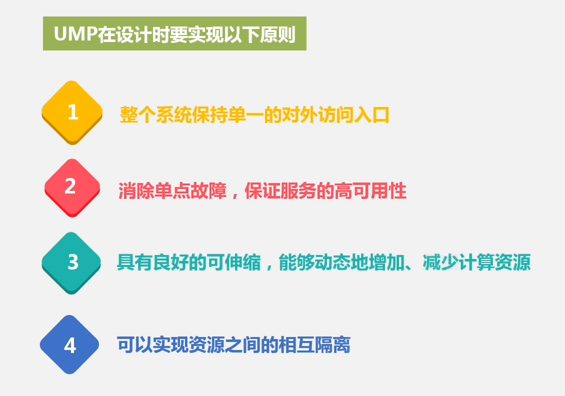 UMP在设计时要实现以下原则
1 整个系统保持单一的对外访问入口
2 消除单点故障，保证服务的高可用性
3 具有良好的可伸缩，能够动态地增加、减少计算资源
4 可以实现资源之间的相互隔离